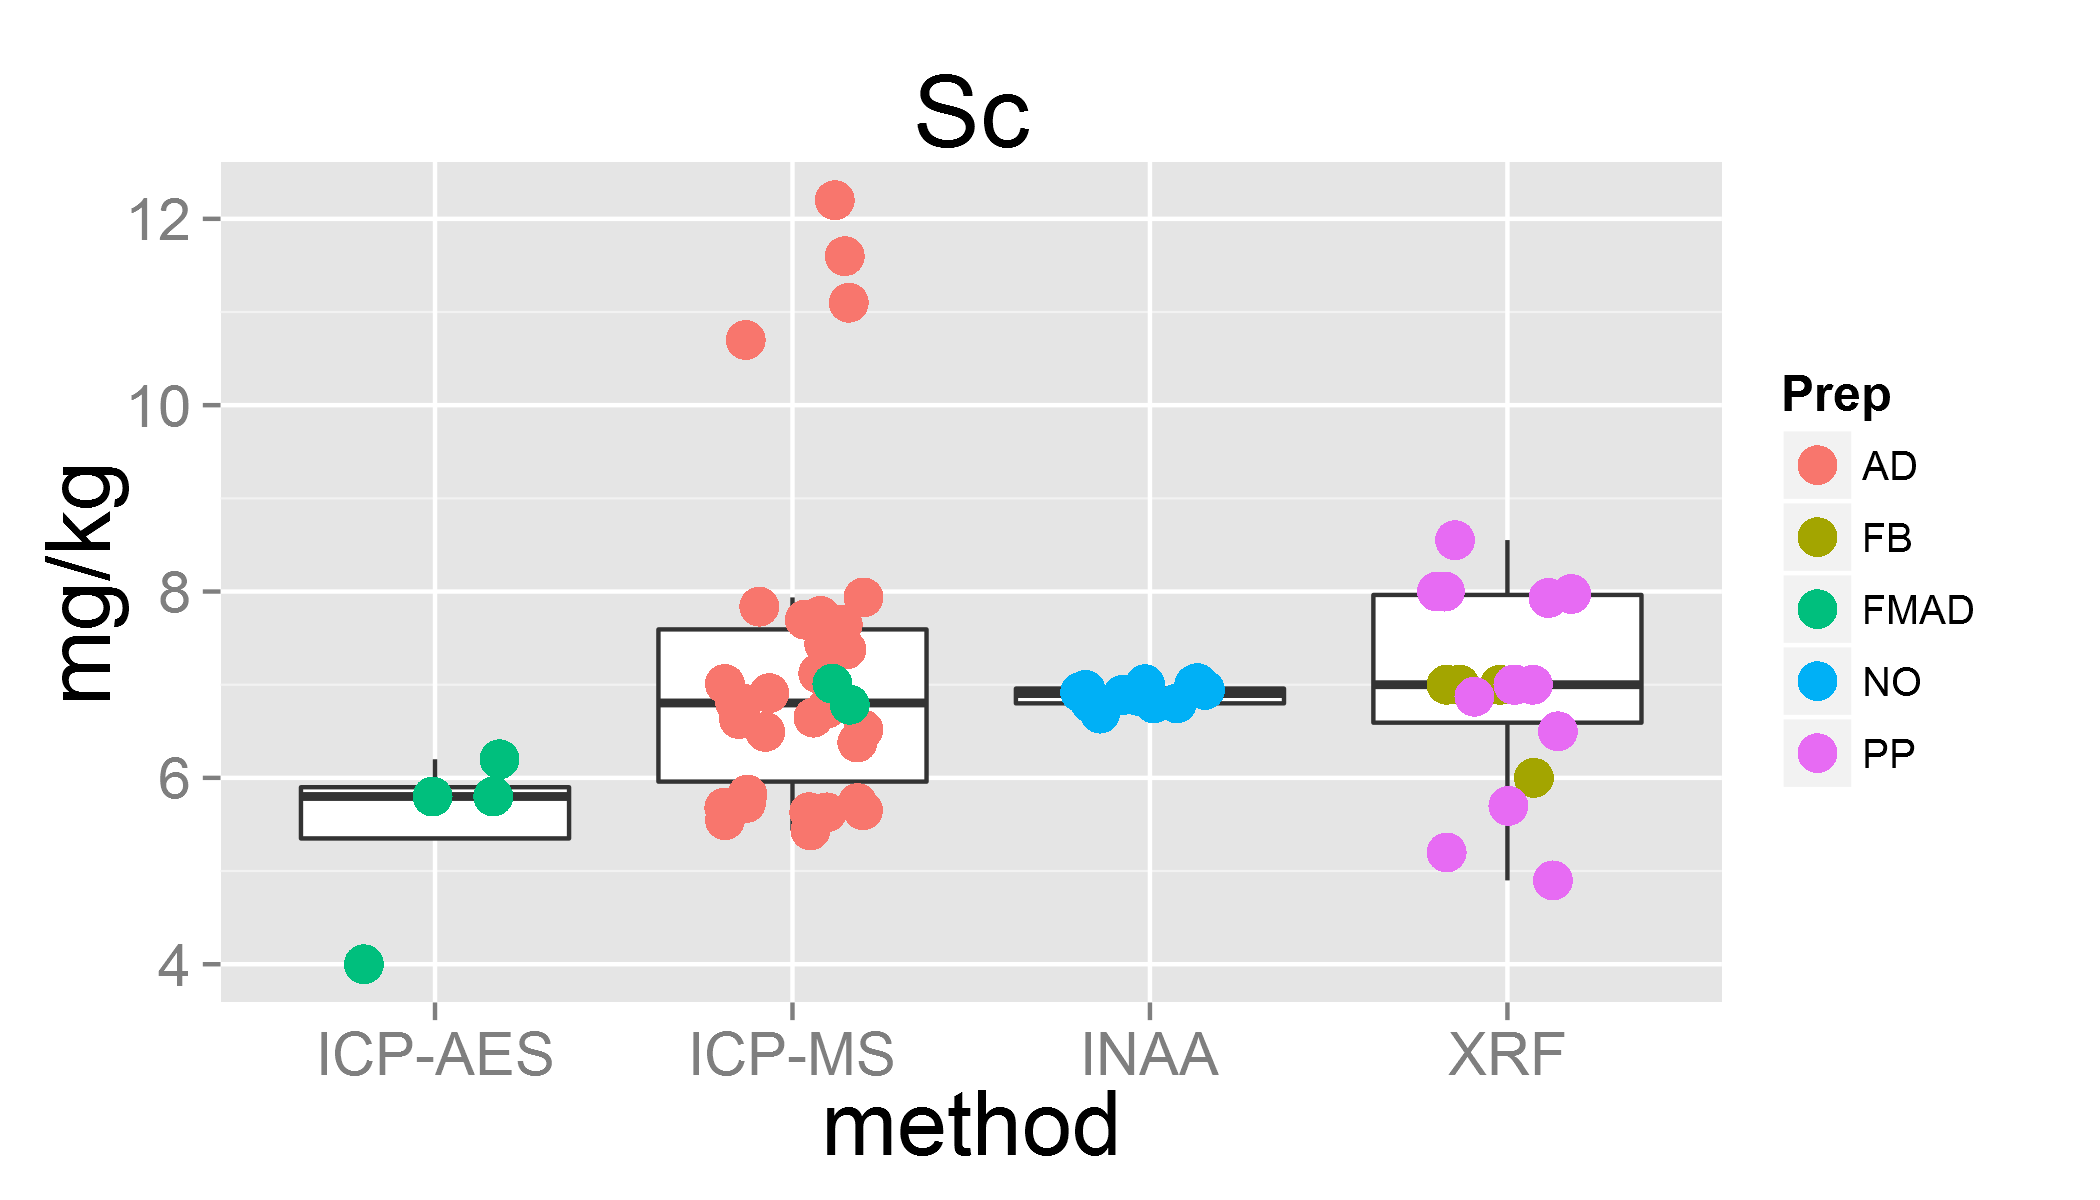 Sc
mg/kg
12
10
8
6
4
ICP-AES
ICP-MS
INAA
XRF
method
Prep
AD
FB
FMAD
NO
PP